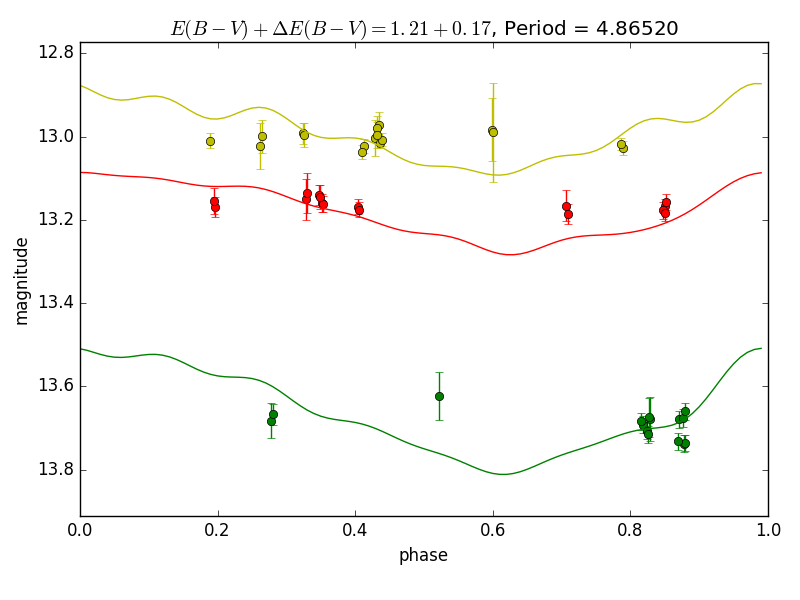 E(B − V) + ΔE(B − V) = 1.21 + 0.17, Period = 4.86520
12.8
13.0
13.2
13.4
13.6
13.8
magnitude
0.0 0.2 0.4 0.6 0.8 1.0
phase